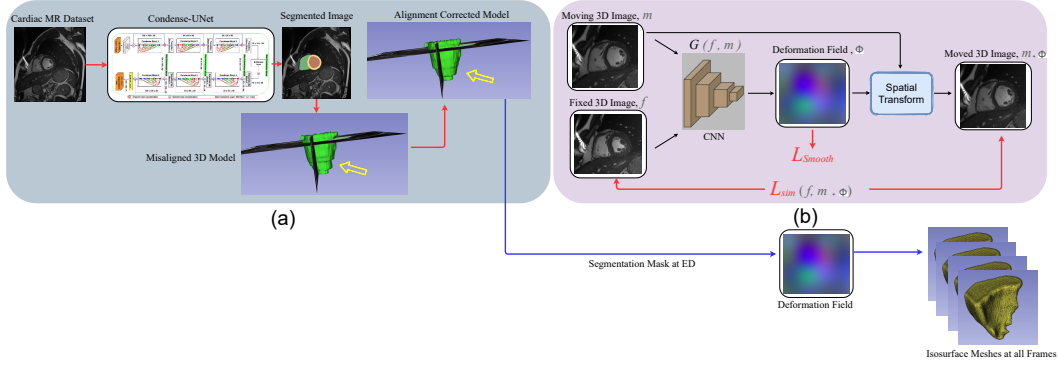 Cardiac MR Dataset
Condense-UNet
Segmented Image
Alignment Corrected Model
Misaligned 3D Model
(a)
Moving 3D Image, m
G (f, m)
Deformation Field , Φ
Moved 3D Image, m . Φ
Fixed 3D Image, f
CNN
Spatial
Transform
L Smooth
L sim (f, m . Φ)
(b)
Segmentation Mask at ED
Deformation Field
Isosurface Meshes at all Frames